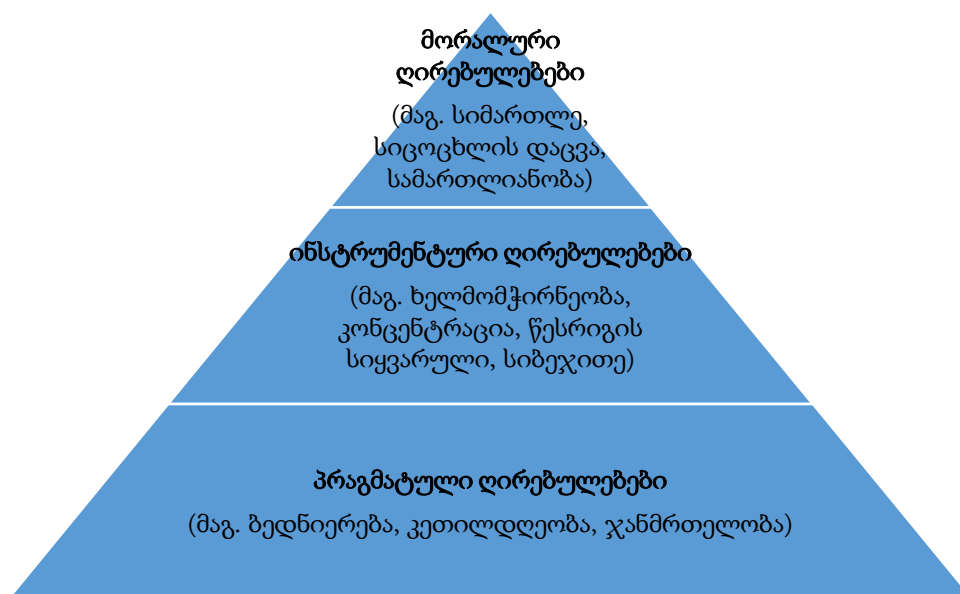 მორალური
ღირებულებები
(მაგ. სიმართლე,
სიცოცხლის დაცვა,
სამართლიანობა)
ინსტრუმენტური ღირებულებები
(მაგ. ხელმომჭირნეობა,
კონცენტრაცია, წესრიგის
სიყვარული, სიბეჯითე)
პრაგმატული ღირებულებები
(მაგ. ბედნიერება, კეთილდღეობა, ჯანმრთელობა)